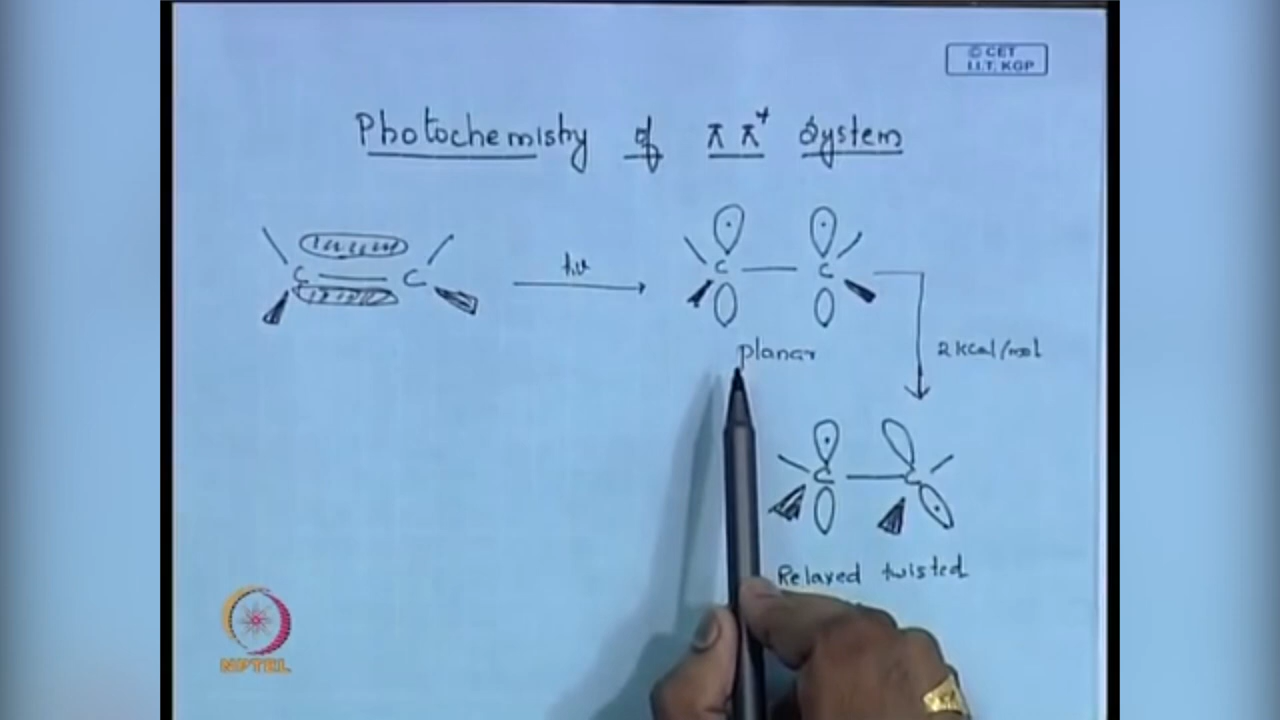 © CET
I.I.T. KGP
Photochemistry of π π* System
C C
hν
C C
planar
2 kcal/mol
C C
Relaxed twisted
NPTEL